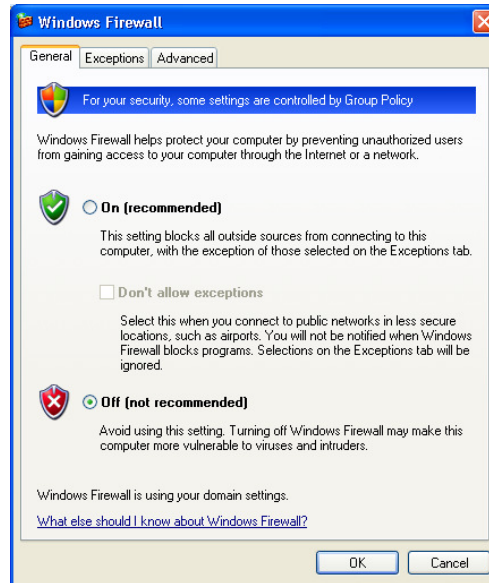 Windows Firewall
General Exceptions Advanced
For your security, some settings are controlled by Group Policy
Windows Firewall helps protect your computer by preventing unauthorized users
from gaining access to your computer through the Internet or a network.
On (recommended)
This setting blocks all outside sources from connecting to this
computer, with the exception of those selected on the Exceptions tab.
Don't allow exceptions
Select this when you connect to public networks in less secure
locations, such as airports. You will not be notified when Windows
Firewall blocks programs. Selections on the Exceptions tab will be
ignored.
Off (not recommended)
Avoid using this setting. Turning off Windows Firewall may make this
computer more vulnerable to viruses and intruders.
Windows Firewall is using your domain settings.
What else should I know about Windows Firewall?
OK Cancel